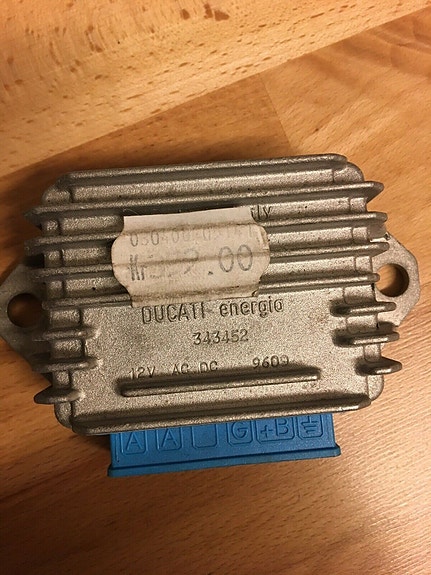 DUCATI energia
343452
12V AC DC 9609
A A G +B